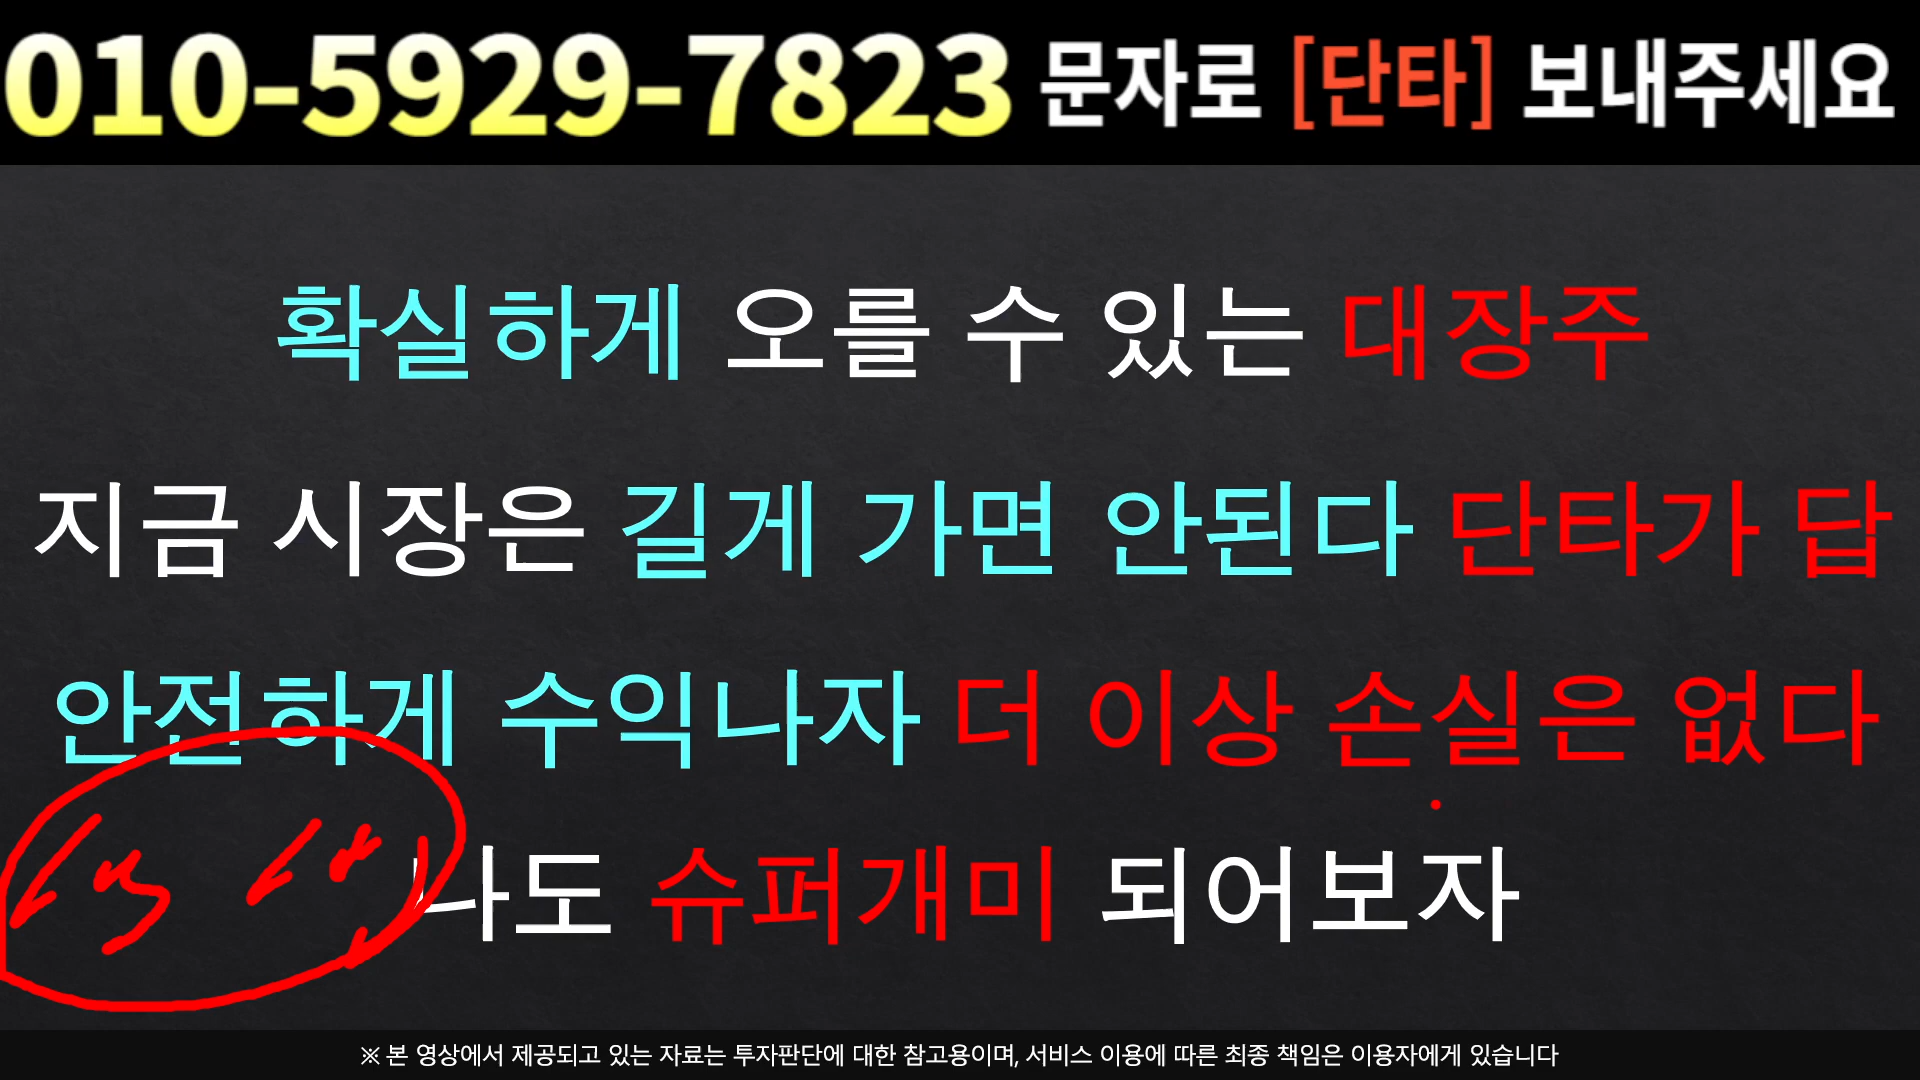 010-5929-7823 문자로 [단타] 보내주세요
확실하게 오를 수 있는 대장주
지금 시장은 길게 가면 안된다 단타가 답
안전하게 수익나자 더 이상 손실은 없다
나도 슈퍼개미 되어보자
※ 본 영상에서 제공되고 있는 자료는 투자판단에 대한 참고용이며, 서비스 이용에 따른 최종 책임은 이용자에게 있습니다